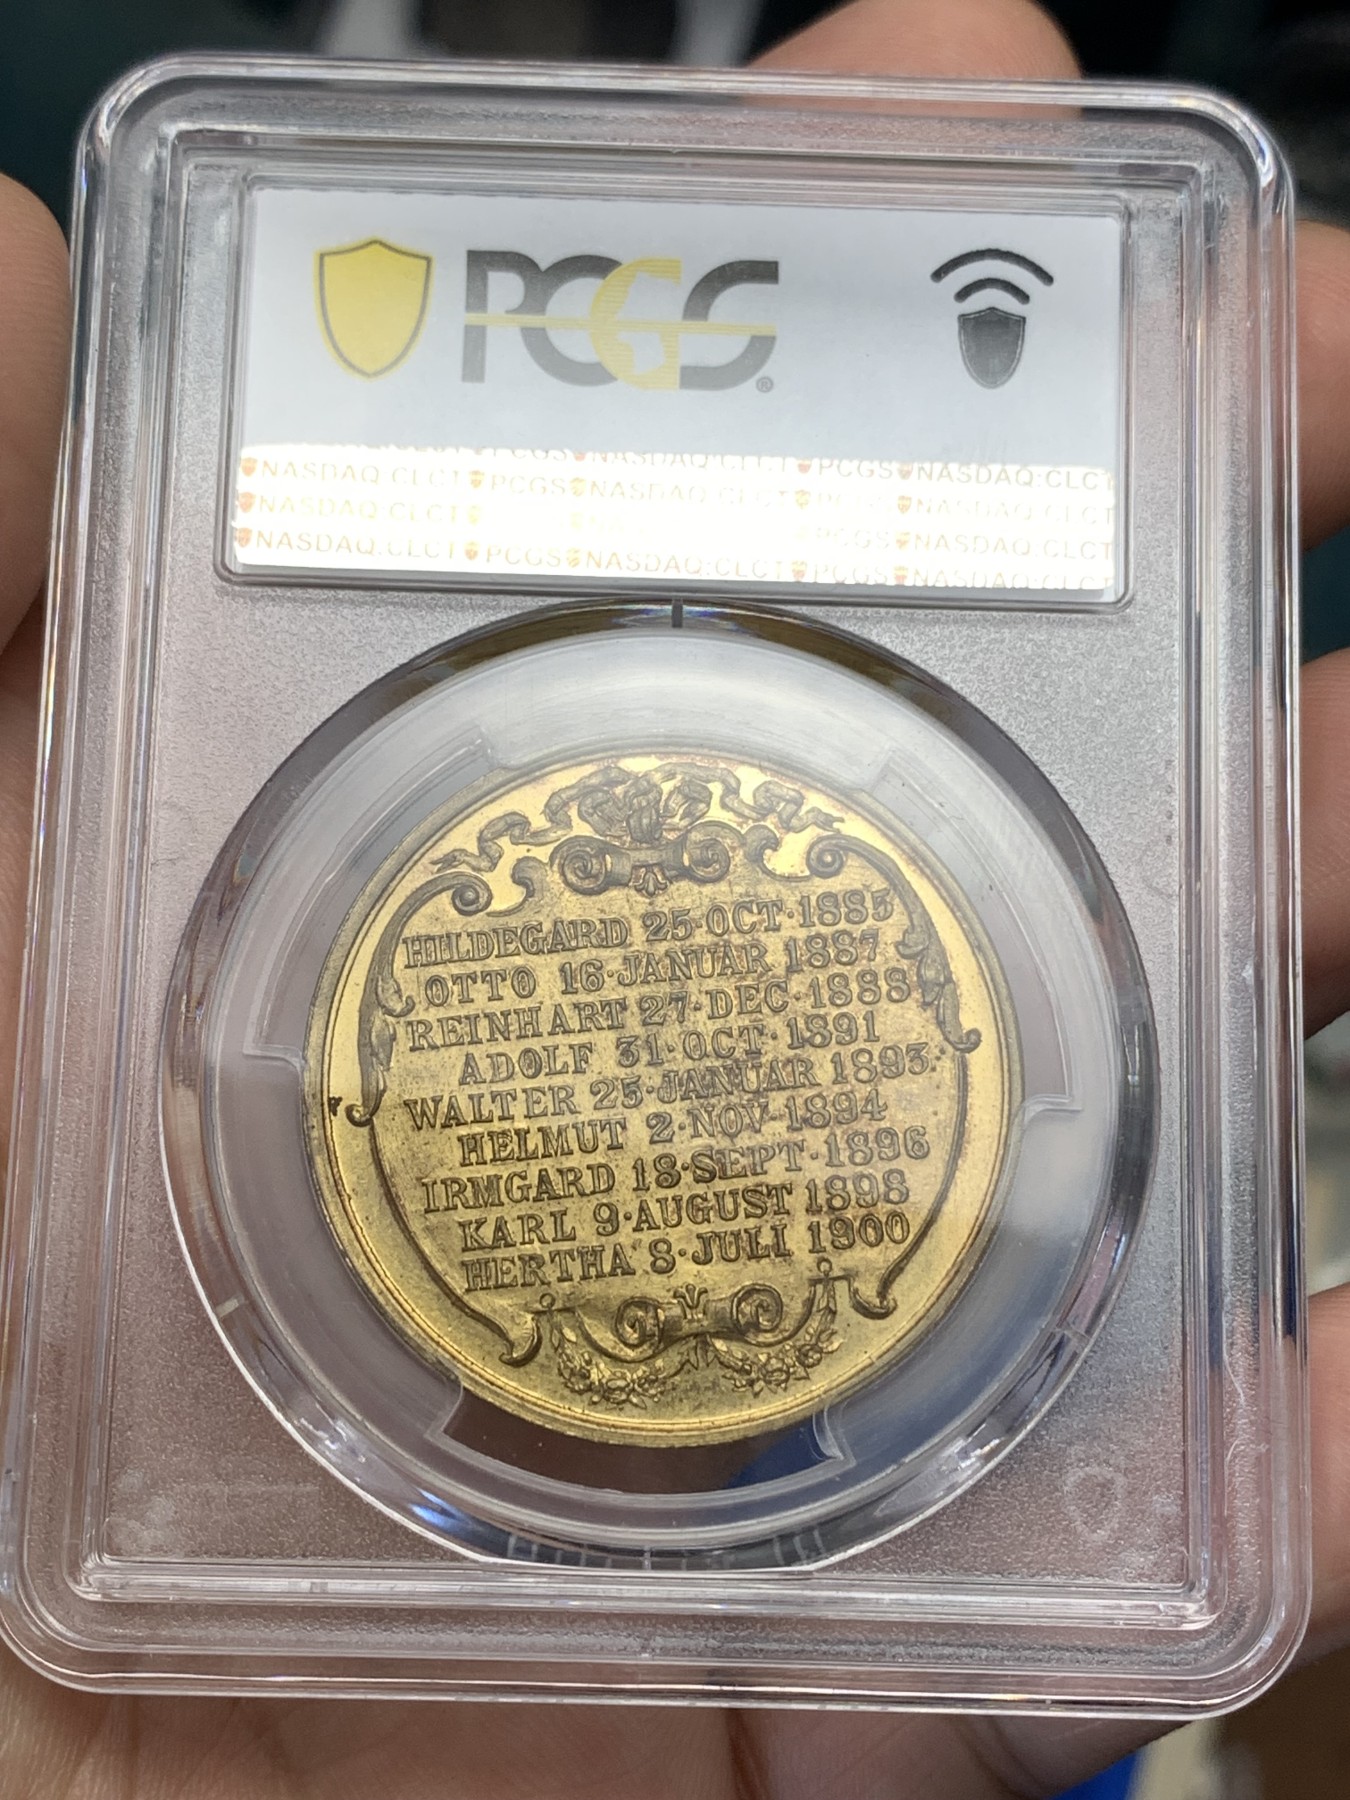 PCGS®
PCGS NASDAQ:CLCT PCGS NASDAQ:CLCT
NASDAQ:CLCT PCGS NASDAQ:CLCT PCGS NASDAQ:CLCT
NASDAQ:CLCT PCGS NASDAQ:CLCT
NASDAQ:CLCT PCGS NASDAQ:CLCT PCGS NASDAQ:CLCT
HILDEGARD 25·OCT·1885
OTTO 16·JANUAR 1887
REINHART 27·DEC·1888
ADOLF 31·OCT·1891
WALTER 25·JANUAR 1893·
HELMUT 2·NOV·1894
IRMGARD 18·SEPT·1896
KARL 9·AUGUST 1898
HERTHA 8·JULI 1900